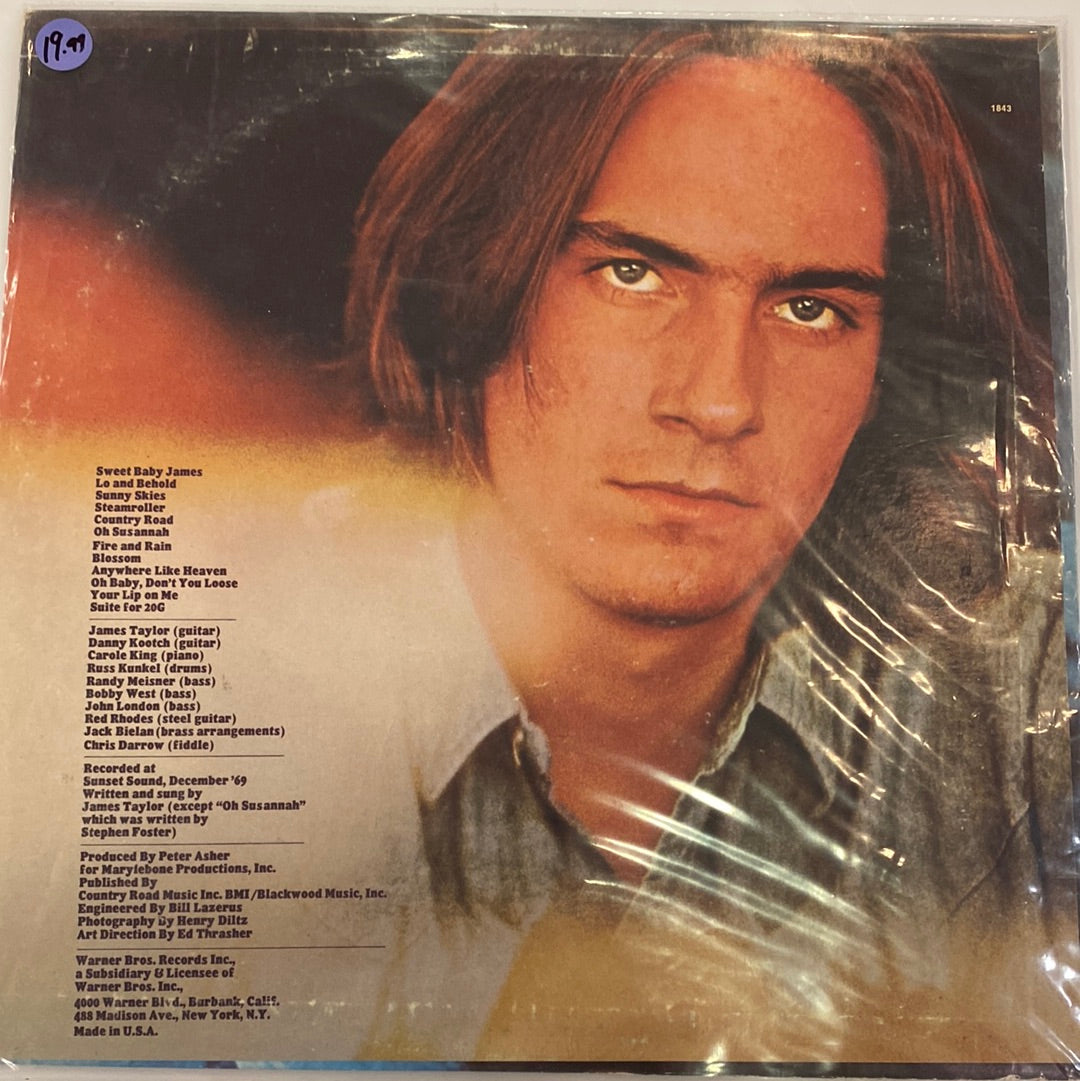 19.99
1843
Sweet Baby James
Lo and Behold
Sunny Skies
Steamroller
Country Road
Oh Susannah
Fire and Rain
Blossom
Anywhere Like Heaven
Oh Baby, Don't You Loose
Your Lip on Me
Suite for 20G
James Taylor (guitar)
Danny Kootch (guitar)
Carole King (piano)
Russ Kunkel (drums)
Randy Meisner (bass)
Bobby West (bass)
John London (bass)
Red Rhodes (steel guitar)
Jack Bielan (brass arrangements)
Chris Darrow (fiddle)
Recorded at
Sunset Sound, December '69
Written and sung by
James Taylor (except "Oh Susannah"
which was written by
Stephen Foster)
Produced By Peter Asher
for Marylebone Productions, Inc.
Published By
Country Road Music Inc. BMI/Blackwood Music, Inc.
Engineered By Bill Lazerus
Photography By Henry Diltz
Art Direction By Ed Thrasher
Warner Bros. Records Inc.,
a Subsidiary & Licensee of
Warner Bros. Inc.,
4000 Warner Blvd., Burbank, Calif.
488 Madison Ave., New York, N.Y.
Made in U.S.A.